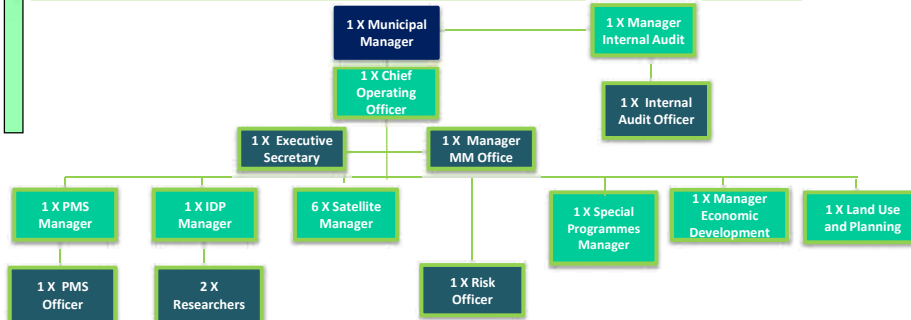 1 X Municipal
Manager
1 X Manager
Internal Audit
1 X Chief
Operating
Officer
1 X Internal
Audit Officer
1 X Executive
Secretary
1 X Manager
MM Office
1 X PMS
Manager
1 X IDP
Manager
6 X Satellite
Manager
1 X Special
Programmes
Manager
1 X Manager
Economic
Development
1 X Land Use
and Planning
1 X PMS
Officer
2 X
Researchers
1 X Risk
Officer